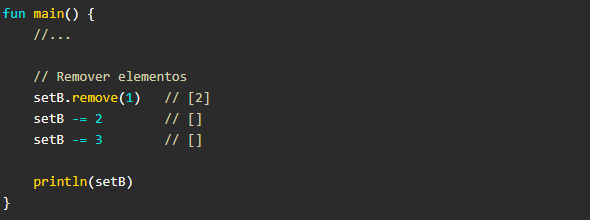 fun main() {
    //...
    // Remover elementos
    setB.remove(1)   // [2]
    setB -= 2        // []
    setB -= 3        // []
    println(setB)
}